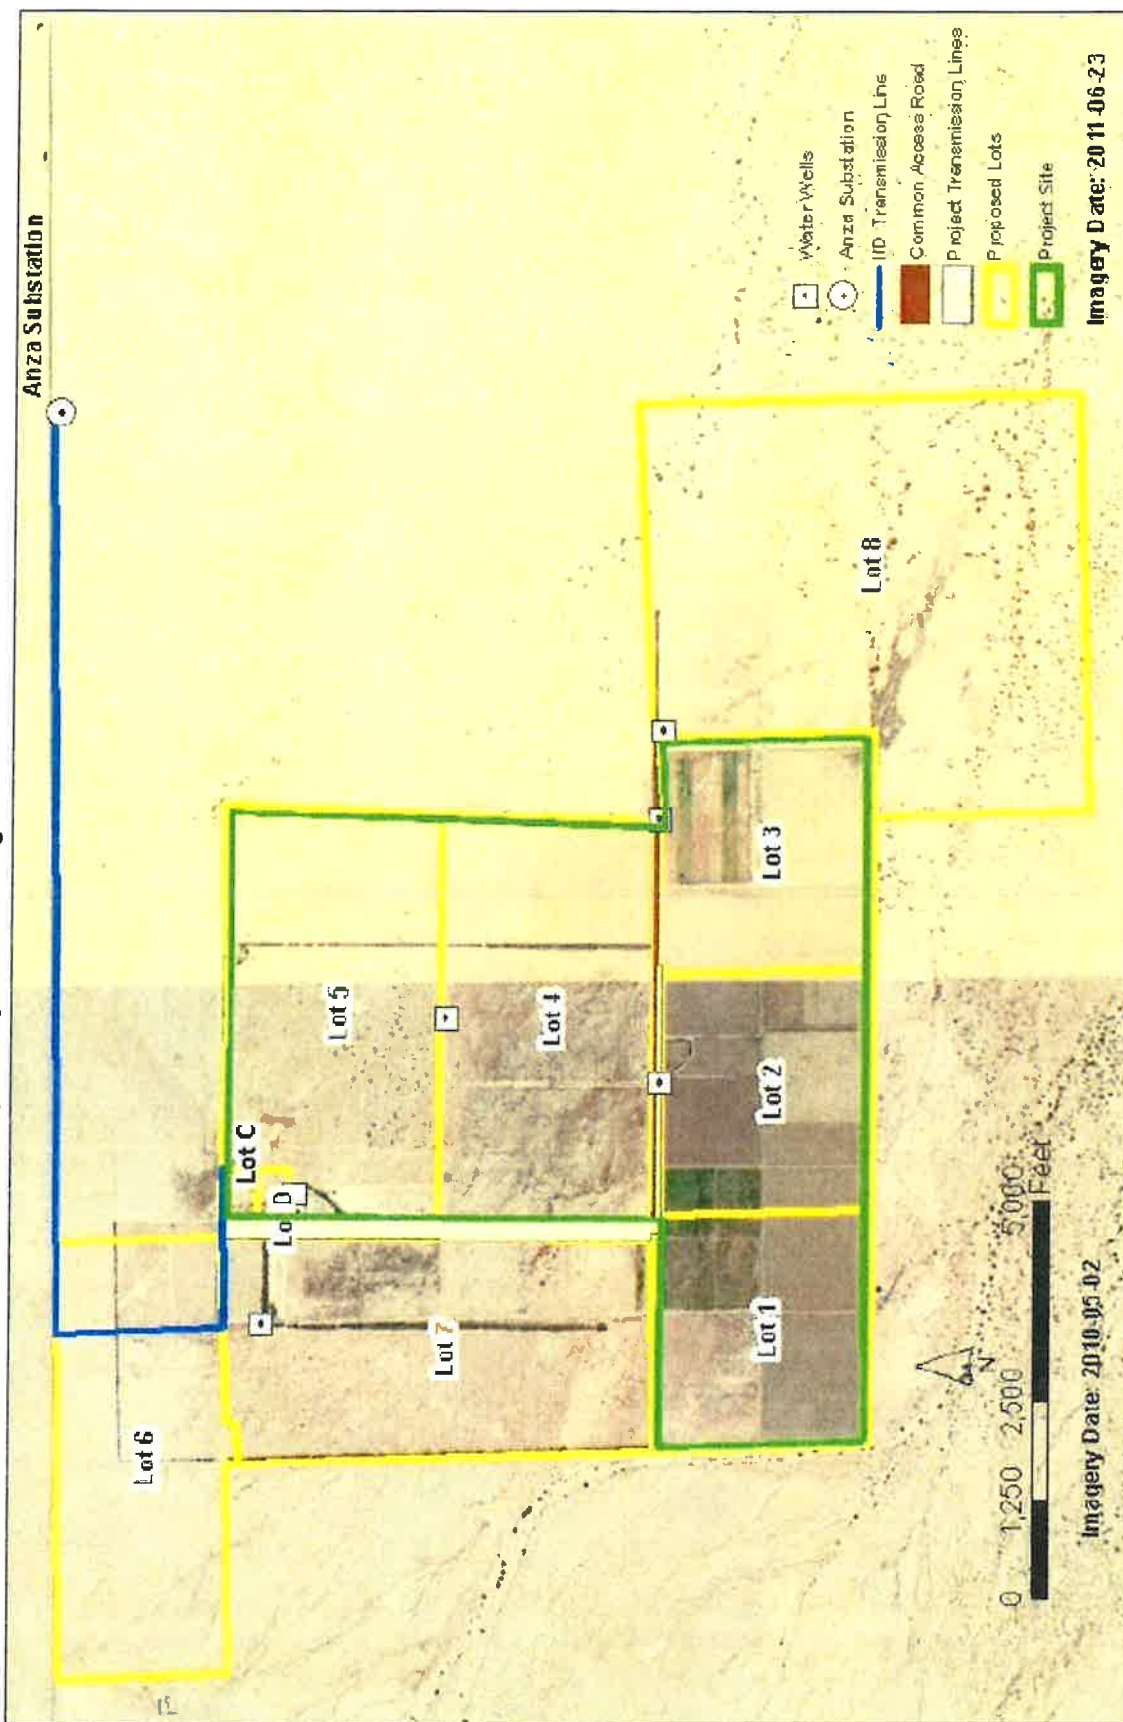 Anza Substation
Lot 6
Lot C
Lot D
Lot 5
Lot 7
Lot 4
Lot 1
Lot 2
Lot 3
Lot 8
Water Wells
Anza Substation
IID Transmission Line
Common Access Road
Project Transmission Lines
Proposed Lots
Project Site
N
0 1,250 2,500 5,000
Feet
Imagery Date: 2010-05-02
Imagery Date: 2011-06-23